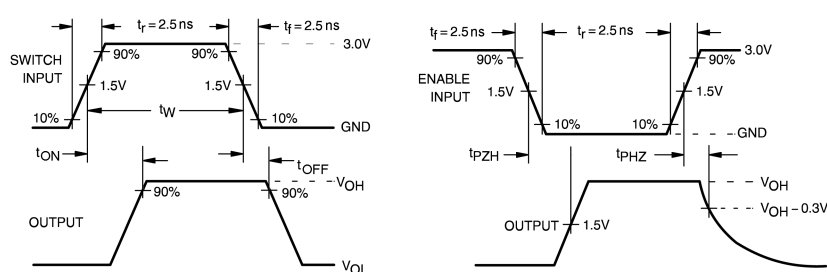 tr = 2.5 ns
tf = 2.5 ns
90%
90%
3.0V
SWITCH
INPUT
1.5V
1.5V
tW
10%
10%
GND
tON
tOFF
VOH
90%
90%
OUTPUT
VOL
tf = 2.5 ns
tr = 2.5 ns
3.0V
90%
90%
ENABLE
INPUT
1.5V
1.5V
10%
10%
GND
tPZH
tPHZ
VOH
VOH – 0.3V
OUTPUT
1.5V